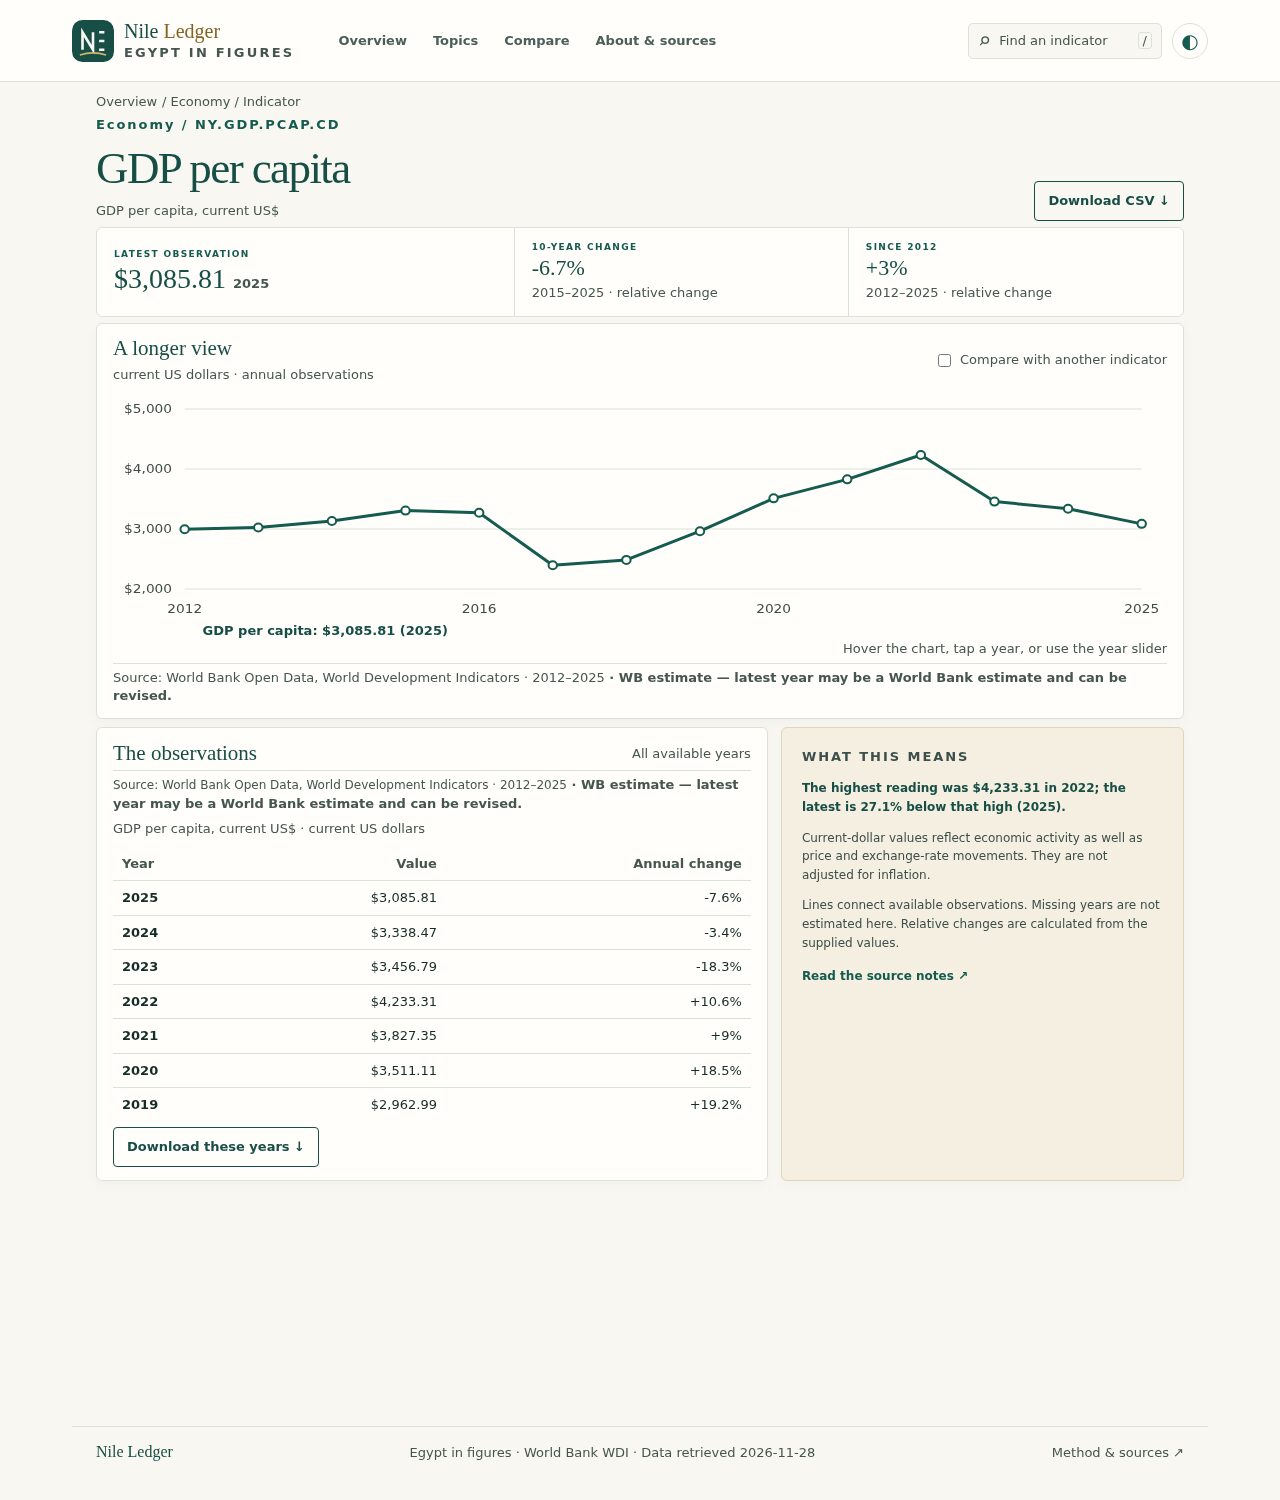 Nile Ledger
EGYPT IN FIGURES
Overview Topics Compare About & sources
Find an indicator /
Overview / Economy / Indicator
Economy / NY.GDP.PCAP.CD
GDP per capita
GDP per capita, current US$
Download CSV ↓
LATEST OBSERVATION
$3,085.81 2025
10-YEAR CHANGE
-6.7%
2015–2025 · relative change
SINCE 2012
+3%
2012–2025 · relative change
A longer view
current US dollars · annual observations
Compare with another indicator
$5,000
$4,000
$3,000
$2,000
2012 2016 2020 2025
GDP per capita: $3,085.81 (2025)
Hover the chart, tap a year, or use the year slider
Source: World Bank Open Data, World Development Indicators · 2012–2025 · WB estimate — latest year may be a World Bank estimate and can be
revised.
The observations
All available years
Source: World Bank Open Data, World Development Indicators · 2012–2025 · WB estimate — latest
year may be a World Bank estimate and can be revised.
GDP per capita, current US$ · current US dollars
Year Value Annual change
2025 $3,085.81 -7.6%
2024 $3,338.47 -3.4%
2023 $3,456.79 -18.3%
2022 $4,233.31 +10.6%
2021 $3,827.35 +9%
2020 $3,511.11 +18.5%
2019 $2,962.99 +19.2%
Download these years ↓
WHAT THIS MEANS
The highest reading was $4,233.31 in 2022; the
latest is 27.1% below that high (2025).
Current-dollar values reflect economic activity as well as
price and exchange-rate movements. They are not
adjusted for inflation.
Lines connect available observations. Missing years are not
estimated here. Relative changes are calculated from the
supplied values.
Read the source notes ↗
Nile Ledger
Egypt in figures · World Bank WDI · Data retrieved 2026-11-28
Method & sources ↗